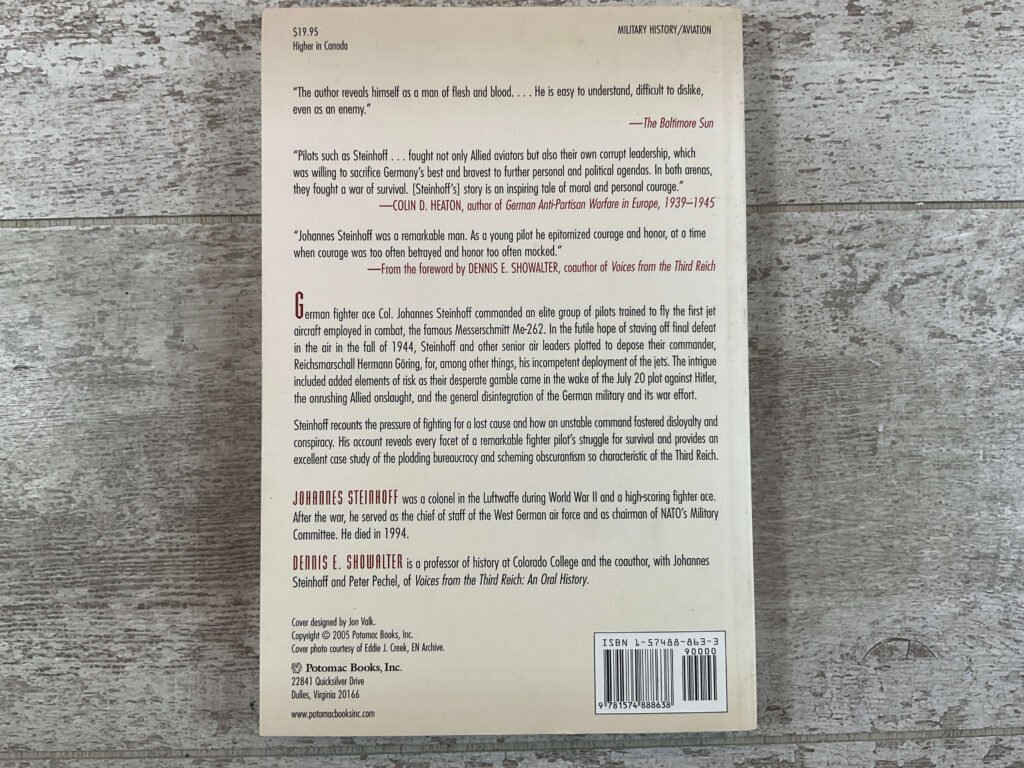 $19.95
MILITARY HISTORY/AVIATION
Higher in Canada
“The author reveals himself as a man of flesh and blood. . . . He is easy to understand, difficult to dislike,
even as an enemy.”
—The Baltimore Sun
“Pilots such as Steinhoff . . . fought not only Allied aviators but also their own corrupt leadership, which
was willing to sacrifice Germany’s best and bravest to further personal and political agendas. In both arenas,
they fought a war of survival. [Steinhoff’s] story is an inspiring tale of moral and personal courage.”
—COLIN D. HEATON, author of German Anti-Partisan Warfare in Europe, 1939–1945
“Johannes Steinhoff was a remarkable man. As a young pilot he epitomized courage and honor, at a time
when courage was too often betrayed and honor too often mocked.”
—From the foreword by DENNIS E. SHOWALTER, coauthor of Voices from the Third Reich
German fighter ace Col. Johannes Steinhoff commanded an elite group of pilots trained to fly the first jet
aircraft employed in combat, the famous Messerschmitt Me-262. In the futile hope of staving off final defeat
in the air in the fall of 1944, Steinhoff and other senior air leaders plotted to depose their commander,
Reichsmarschall Hermann Göring, for, among other things, his incompetent deployment of the jets. The intrigue
included added elements of risk as their desperate gamble came in the wake of the July 20 plot against Hitler,
the onrushing Allied onslaught, and the general disintegration of the German military and its war effort.
Steinhoff recounts the pressure of fighting for a lost cause and how an unstable command fostered disloyalty and
conspiracy. His account reveals every facet of a remarkable fighter pilot’s struggle for survival and provides an
excellent case study of the plodding bureaucracy and scheming obscurantism so characteristic of the Third Reich.
JOHANNES STEINHOFF was a colonel in the Luftwaffe during World War II and a high-scoring fighter ace.
After the war, he served as the chief of staff of the West German air force and as chairman of NATO’s Military
Committee. He died in 1994.
DENNIS E. SHOWALTER is a professor of history at Colorado College and the coauthor, with Johannes
Steinhoff and Peter Pechel, of Voices from the Third Reich: An Oral History.
Cover designed by Jon Valk.
Copyright © 2005 Potomac Books, Inc.
Cover photo courtesy of Eddie J. Creek, EN Archive.
Potomac Books, Inc.
22841 Quicksilver Drive
Dulles, Virginia 20166
www.potomacbooksinc.com
ISBN 1-57488-863-3
90000
9 781574 888638